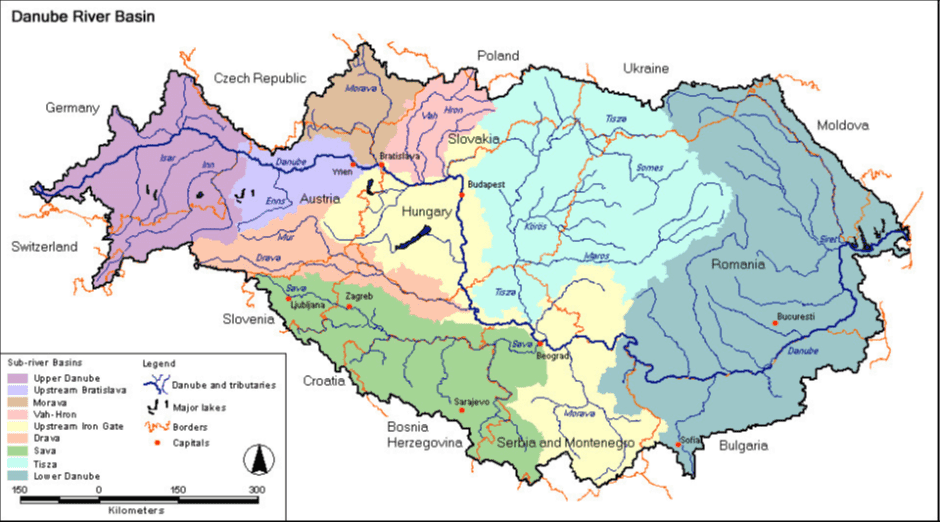 Danube River Basin
Poland
Ukraine
Czech Republic
Germany
Morava
Vah
Hron
Tisza
Moldova
Slovakia
Isar
Inn
Danube
Wien
Bratislava
Somes
Enns
Austria
Budapest
Hungary
Körös
Switzerland
Mur
Drava
Maros
Siret
Romania
Sava
Ljubljana
Zagreb
Tisza
Slovenia
Bucuresti
Sava
Beograd
Danube
Croatia
Sarajevo
Morava
Bosnia
Herzegovina
Serbia and Montenegro
Sofia
Bulgaria
Sub-river Basins
Upper Danube
Upstream Bratislava
Morava
Vah-Hron
Upstream Iron Gate
Drava
Sava
Tisza
Lower Danube
Legend
Danube and tributaries
Major lakes
Borders
Capitals
150 0 150 300
Kilometers